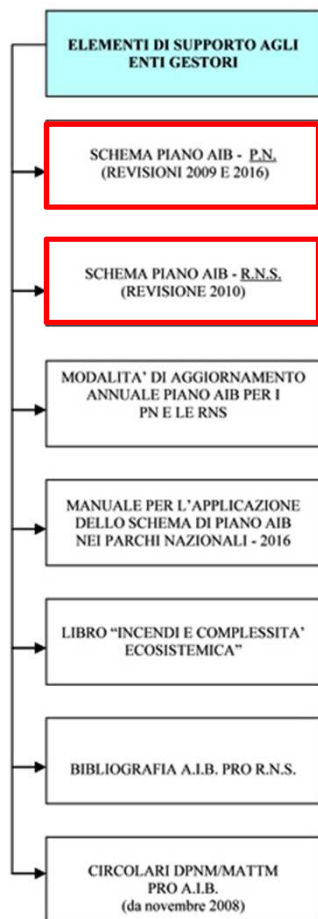 ELEMENTI DI SUPPORTO AGLI
ENTI GESTORI
SCHEMA PIANO AIB - P.N.
(REVISIONI 2009 E 2016)
SCHEMA PIANO AIB - R.N.S.
(REVISIONE 2010)
MODALITA' DI AGGIORNAMENTO
ANNUALE PIANO AIB PER I
PN E LE RNS
MANUALE PER L'APPLICAZIONE
DELLO SCHEMA DI PIANO AIB
NEI PARCHI NAZIONALI - 2016
LIBRO "INCENDI E COMPLESSITA'
ECOSISTEMICA"
BIBLIOGRAFIA A.I.B. PRO R.N.S.
CIRCOLARI DPNM/MATTM
PRO A.I.B.
(da novembre 2008)